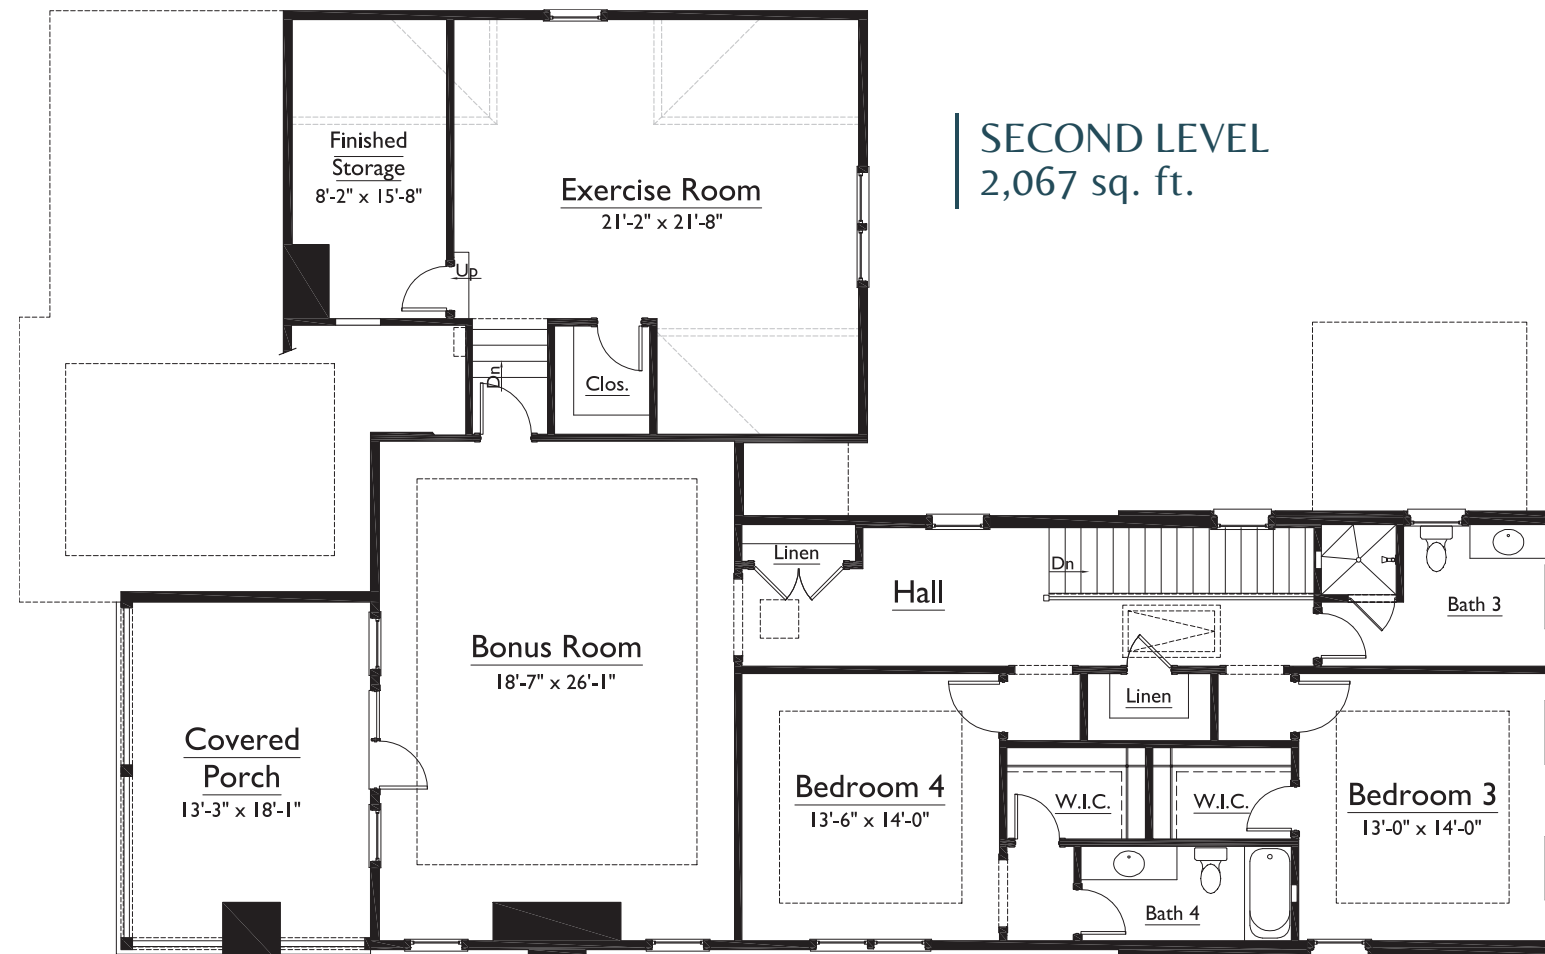 SECOND LEVEL
2,067 sq. ft.
Finished
Storage
8'-2" x 15'-8"
Exercise Room
21'-2" x 21'-8"
Up
Dn
Clos.
Linen
Hall
Dn
Bath 3
Bonus Room
18'-7" x 26'-1"
Linen
Covered
Porch
13'-3" x 18'-1"
Bedroom 4
13'-6" x 14'-0"
W.I.C.
W.I.C.
Bedroom 3
13'-0" x 14'-0"
Bath 4